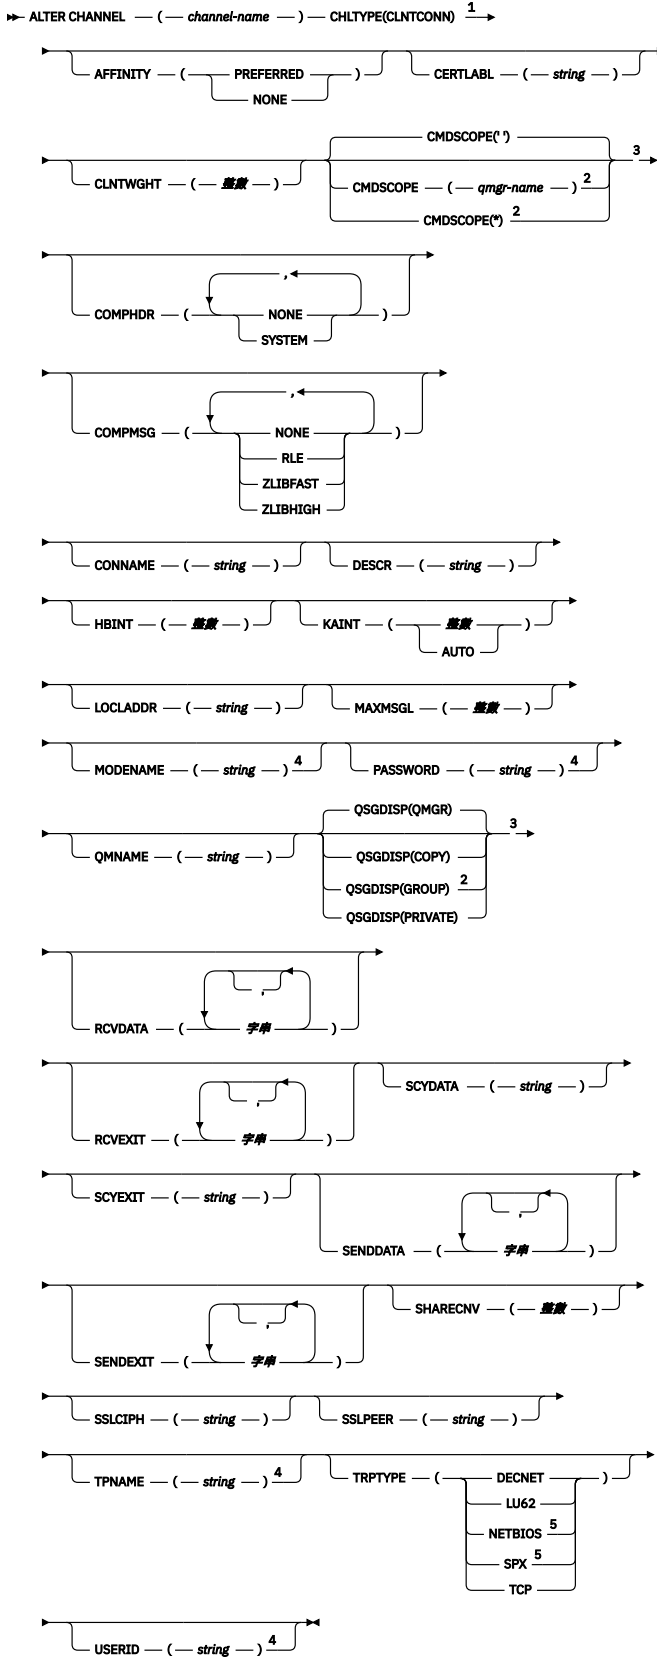 ALTER CHANNEL ( channel-name ) CHLTYPE(CLNTCONN) 1
AFFINITY ( PREFERRED ) CERTLABL ( string )
NONE
CMDSCOPE(' ')
3
CLNTWGHT ( 整數 ) CMDSCOPE ( qmgr-name ) 2
CMDSCOPE(*) 2
,
COMPHDR ( NONE )
SYSTEM
,
COMPMSG ( NONE )
RLE
ZLIBFAST
ZLIBHIGH
CONNAME ( string ) DESCR ( string )
HBINT ( 整數 ) KAINT ( 整數 )
AUTO
LOCLADDR ( string ) MAXMSGL ( 整數 )
MODENAME ( string ) 4 PASSWORD ( string ) 4
QSGDISP(QMGR)
3
QMNAME ( string ) QSGDISP(COPY)
QSGDISP(GROUP) 2
QSGDISP(PRIVATE)
,
RCVDATA ( 字串 )
SCYDATA ( string )
,
RCVEXIT ( 字串 )
SCYEXIT ( string )
,
SENDDATA ( 字串 )
SHARECNV ( 整數 )
,
SENDEXIT ( 字串 )
SSLCIPH ( string ) SSLPEER ( string )
TPNAME ( string ) 4 TRPTYPE ( DECNET )
LU62
NETBIOS 5
SPX 5
TCP
USERID ( string ) 4